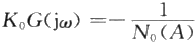 K₀G(jω) = −1/N₀(A)